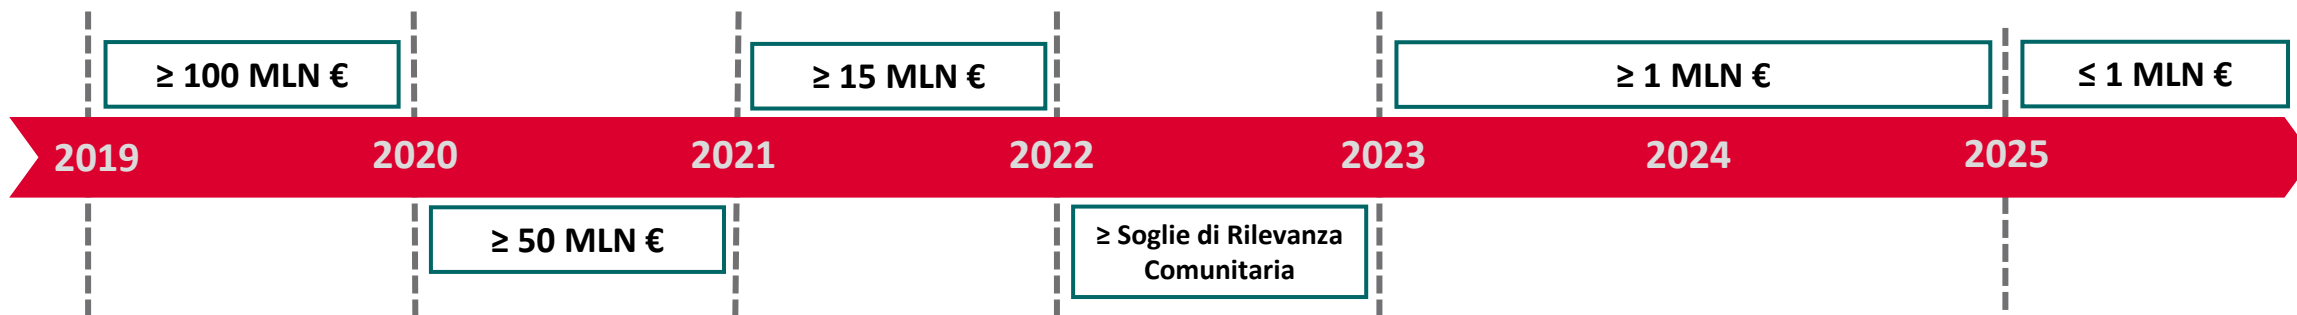 ≥ 100 MLN €
≥ 15 MLN €
≥ 1 MLN €
≤ 1 MLN €
2019
2020
2021
2022
2023
2024
2025
≥ 50 MLN €
≥ Soglie di Rilevanza
Comunitaria